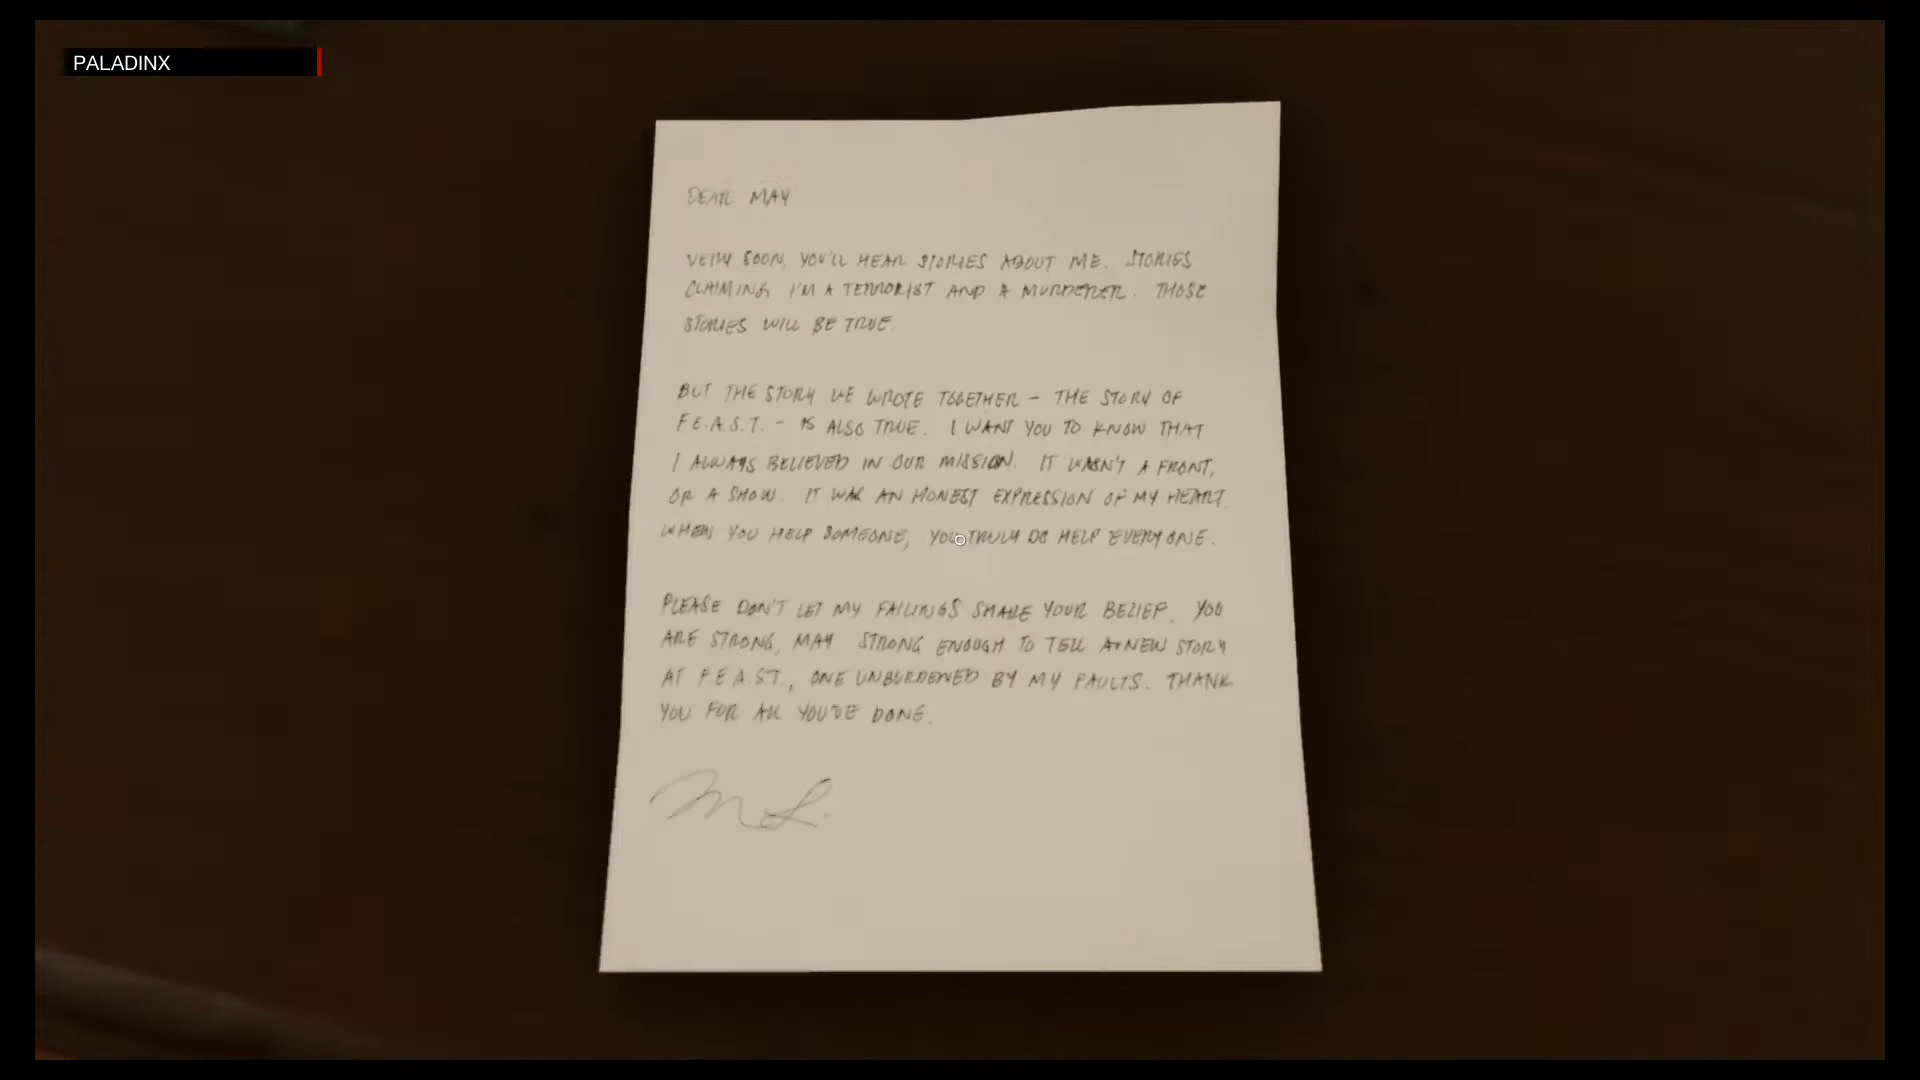 PALADINX
DEAR MAY
VERY SOON, YOU'LL HEAR STORIES ABOUT ME. STORIES
CLAIMING I'M A TERRORIST AND A MURDERER. THOSE
STORIES WILL BE TRUE.
BUT THE STORY WE WROTE TOGETHER - THE STORY OF
F.E.A.S.T. - IS ALSO TRUE. I WANT YOU TO KNOW THAT
I ALWAYS BELIEVED IN OUR MISSION. IT WASN'T A FRONT,
OR A SHOW. IT WAS AN HONEST EXPRESSION OF MY HEART.
WHEN YOU HELP SOMEONE, YOU TRULY DO HELP EVERYONE.
PLEASE DON'T LET MY FAILINGS SHAKE YOUR BELIEF. YOU
ARE STRONG, MAY. STRONG ENOUGH TO TELL A NEW STORY
AT F.E.A.S.T., ONE UNBURDENED BY MY FAULTS. THANK
YOU FOR ALL YOU'VE DONE.
M L.